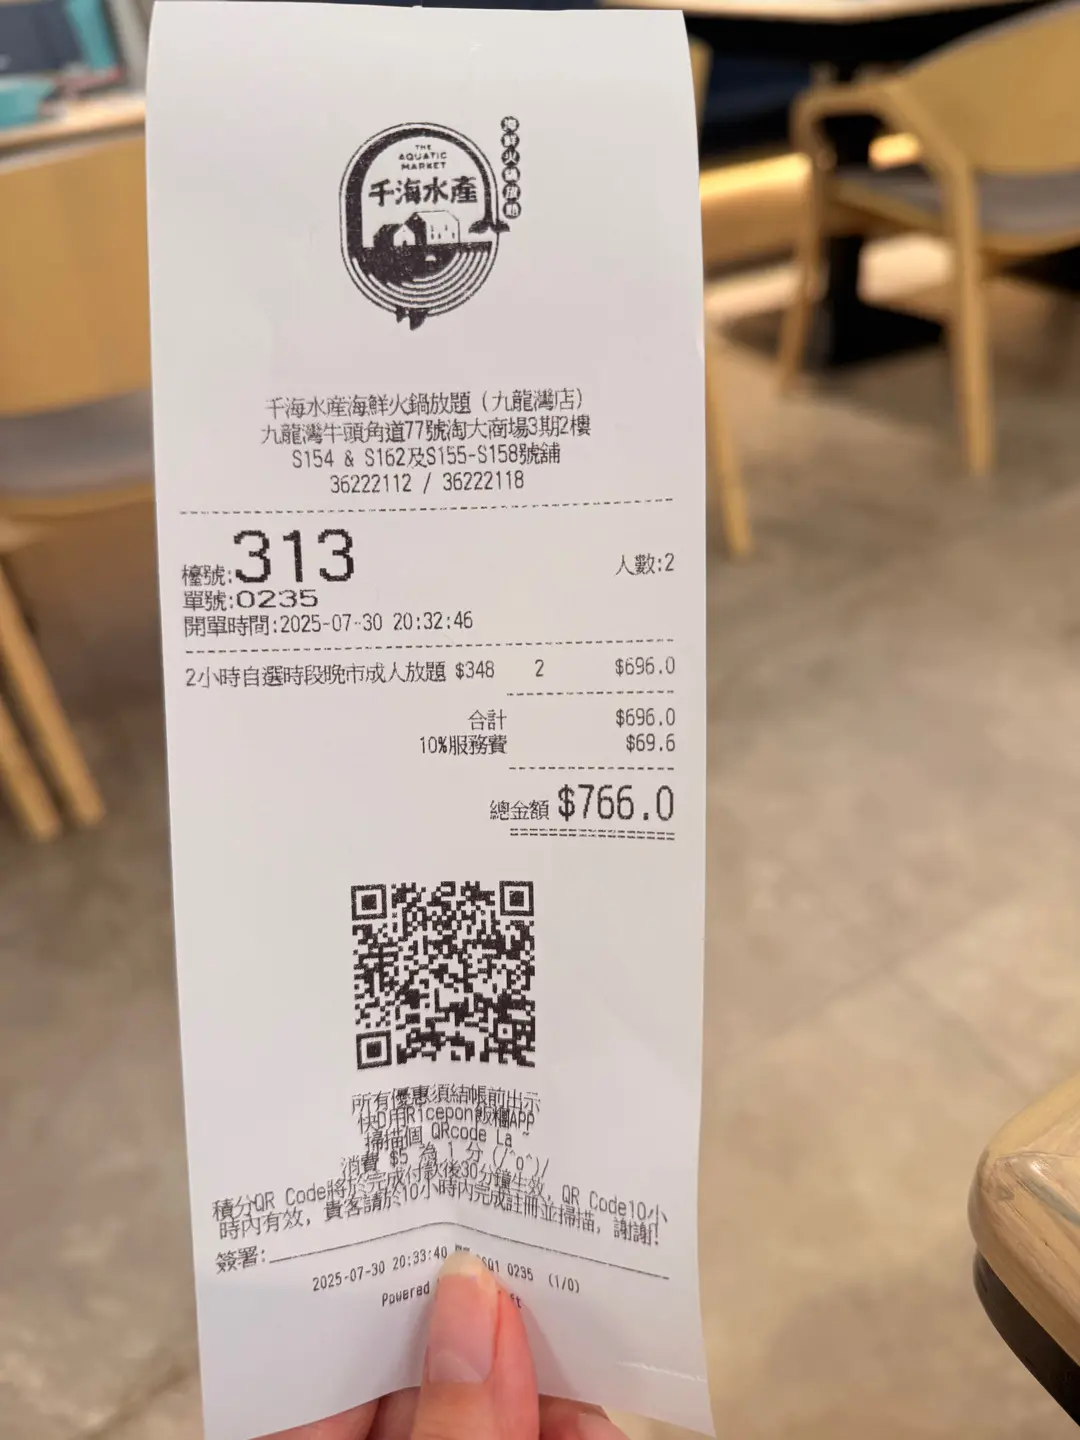 THE
AQUATIC
MARKET
千海水產
海鮮火鍋放題
千海水產海鮮火鍋放題（九龍灣店）
九龍灣牛頭角道77號淘大商場3期2樓
S154 & S162及S155-S158號舖
36222112 / 36222118
檯號:313 人數:2
單號:0235
開單時間:2025-07-30 20:32:46
2小時自選時段晚市成人放題 $348 2 $696.0
合計 $696.0
10%服務費 $69.6
總金額 $766.0
所有優惠須結帳前出示
快D用Ricepon飯糰APP
掃描個 QRcode La ~
消費 $5 為 1 分 (/^o^)/
積分QR Code將於完成付款後30分鐘生效, QR Code10小
時內有效, 貴客請於10小時內完成註冊並掃描, 謝謝!
簽署:
2025-07-30 20:33:40 0235 (1/0)
Powered